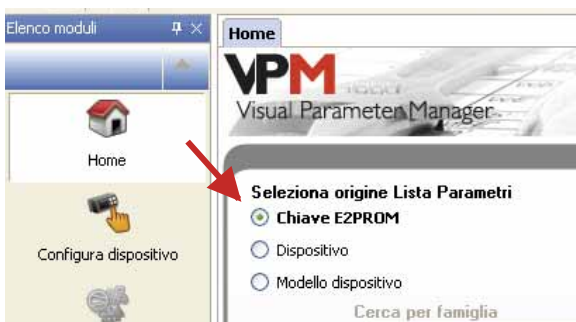 Elenco moduli
Home
Configura dispositivo
Home
VPM
Visual Parameter Manager
Seleziona origine Lista Parametri
Chiave E2PROM
Dispositivo
Modello dispositivo
Cerca per famiglia